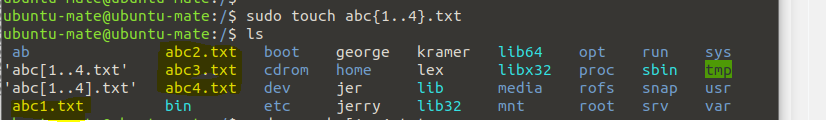 ubuntu-mate@ubuntu-mate:/$ sudo touch abc{1..4}.txt
ubuntu-mate@ubuntu-mate:/$ ls
ab abc2.txt boot george kramer lib64 opt run sys
'abc[1..4.txt' abc3.txt cdrom home lex libx32 proc sbin tmp
'abc[1..4].txt' abc4.txt dev jer lib media rofs snap usr
abc1.txt bin etc jerry lib32 mnt root srv var